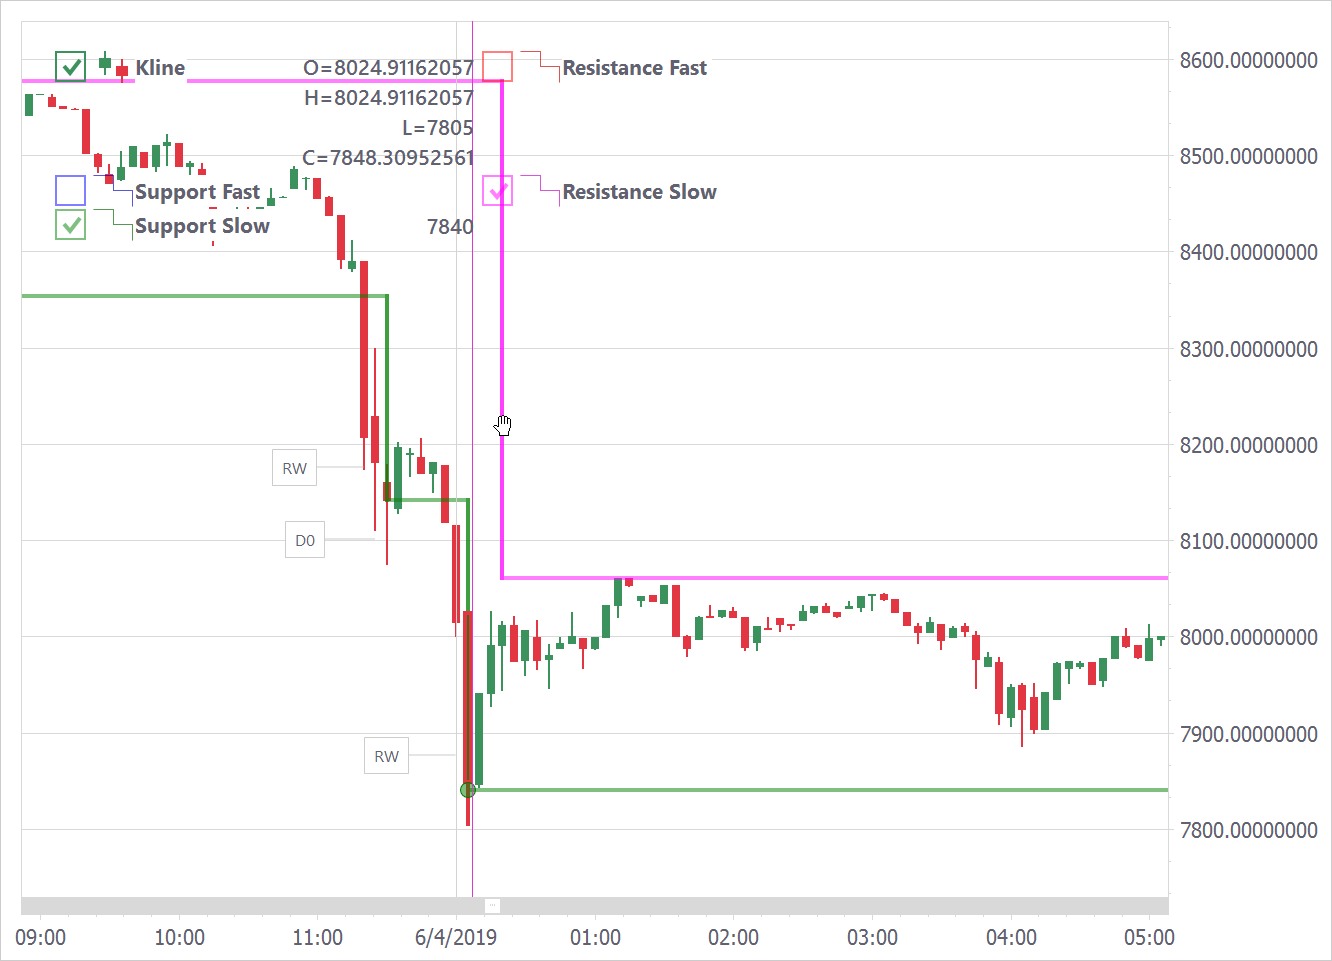 Kline O=8024.91162057 Resistance Fast 8600.00000000
H=8024.91162057
L=7805
C=7848.30952561 8500.00000000
Support Fast Resistance Slow
Support Slow 7840
8400.00000000
8300.00000000
8200.00000000
RW
D0 8100.00000000
8000.00000000
7900.00000000
RW
7800.00000000
09:00 10:00 11:00 6/4/2019 01:00 02:00 03:00 04:00 05:00